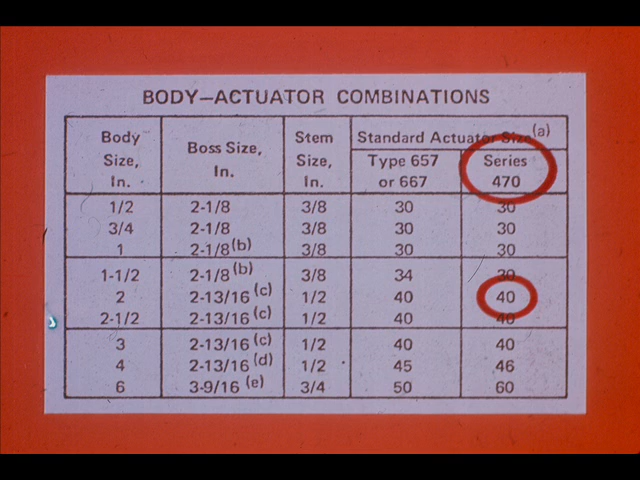 BODY—ACTUATOR COMBINATIONS
Body Size, In. Boss Size, In. Stem Size, In. Standard Actuator Size(a)
Type 657 or 667 Series 470
1/2 2-1/8 3/8 30 30
3/4 2-1/8 3/8 30 30
1 2-1/8(b) 3/8 30 30
1-1/2 2-1/8(b) 3/8 34 30
2 2-13/16(c) 1/2 40 40
2-1/2 2-13/16(c) 1/2 40 40
3 2-13/16(c) 1/2 40 40
4 2-13/16(d) 1/2 45 46
6 3-9/16(e) 3/4 50 60